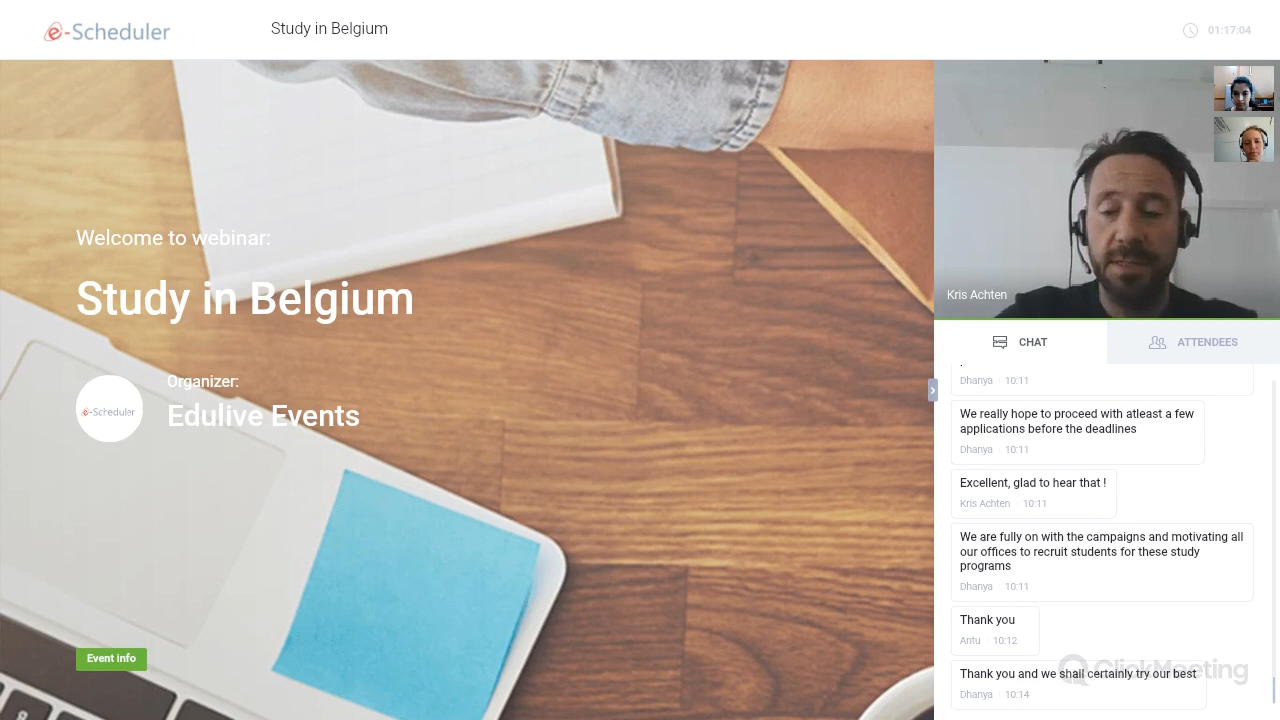 e-Scheduler
Study in Belgium
01:17:04
Welcome to webinar:
Study in Belgium
e-Scheduler
Organizer:
Edulive Events
Event info
Kris Achten
CHAT
ATTENDEES
Dhanya 10:11
We really hope to proceed with atleast a few
applications before the deadlines
Dhanya 10:11
Excellent, glad to hear that !
Kris Achten 10:11
We are fully on with the campaigns and motivating all
our offices to recruit students for these study
programs
Dhanya 10:11
Thank you
Antu 10:12
ClickMeeting
Thank you and we shall certainly try our best
Dhanya 10:14